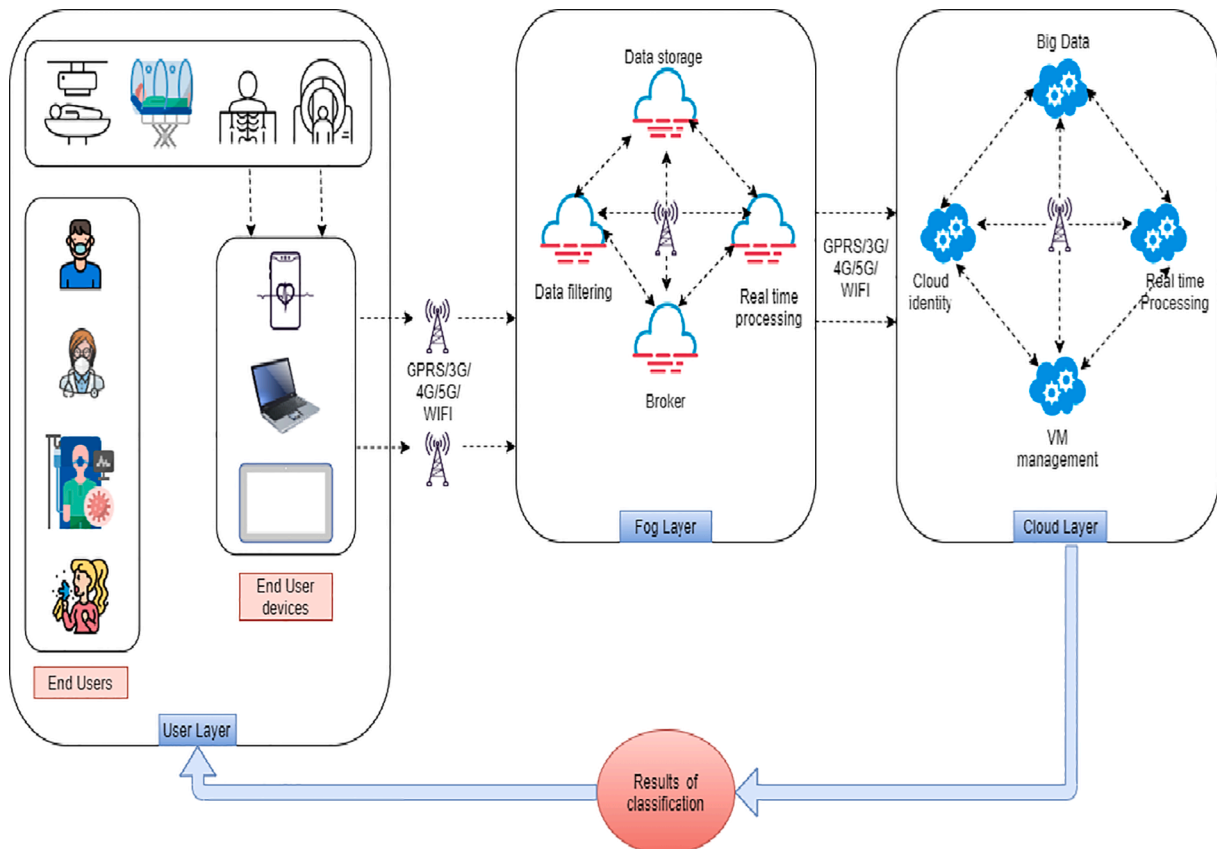 End Users
End User
devices
User Layer
GPRS/3G/
4G/5G/
WIFI
Data storage
Data filtering
Real time
processing
Broker
Fog Layer
GPRS/3G/
4G/5G/
WIFI
Big Data
Cloud
identity
Real time
Processing
VM
management
Cloud Layer
Results of
classification